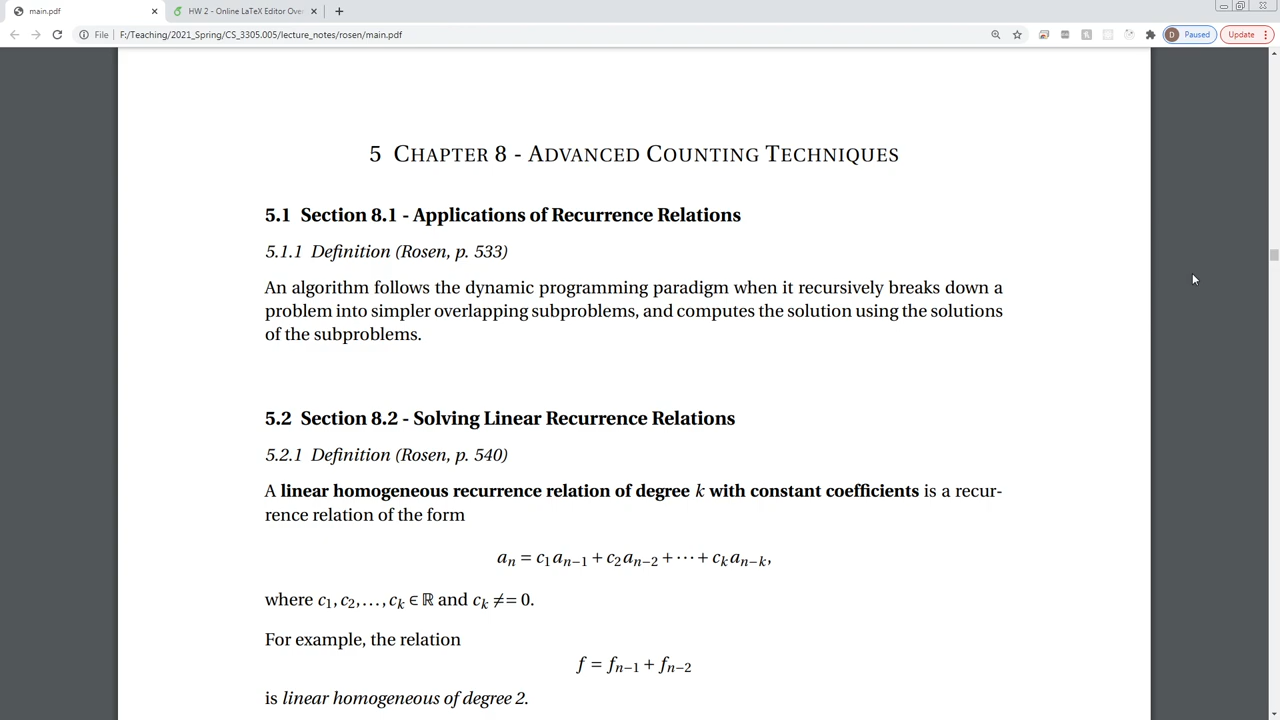 main.pdf
HW 2 - Online LaTeX Editor Over
File
F:/Teaching/2021_Spring/CS_3305.005/lecture_notes/rosen/main.pdf
D Paused
Update
5 CHAPTER 8 - ADVANCED COUNTING TECHNIQUES
5.1 Section 8.1 - Applications of Recurrence Relations
5.1.1 Definition (Rosen, p. 533)
An algorithm follows the dynamic programming paradigm when it recursively breaks down a
problem into simpler overlapping subproblems, and computes the solution using the solutions
of the subproblems.
5.2 Section 8.2 - Solving Linear Recurrence Relations
5.2.1 Definition (Rosen, p. 540)
A linear homogeneous recurrence relation of degree k with constant coefficients is a recur-
rence relation of the form
aₙ = c₁aₙ₋₁ + c₂aₙ₋₂ + ⋯ + cₖaₙ₋ₖ,
where c₁, c₂, …, cₖ ∈ ℝ and cₖ ≠= 0.
For example, the relation
f = fₙ₋₁ + fₙ₋₂
is linear homogeneous of degree 2.